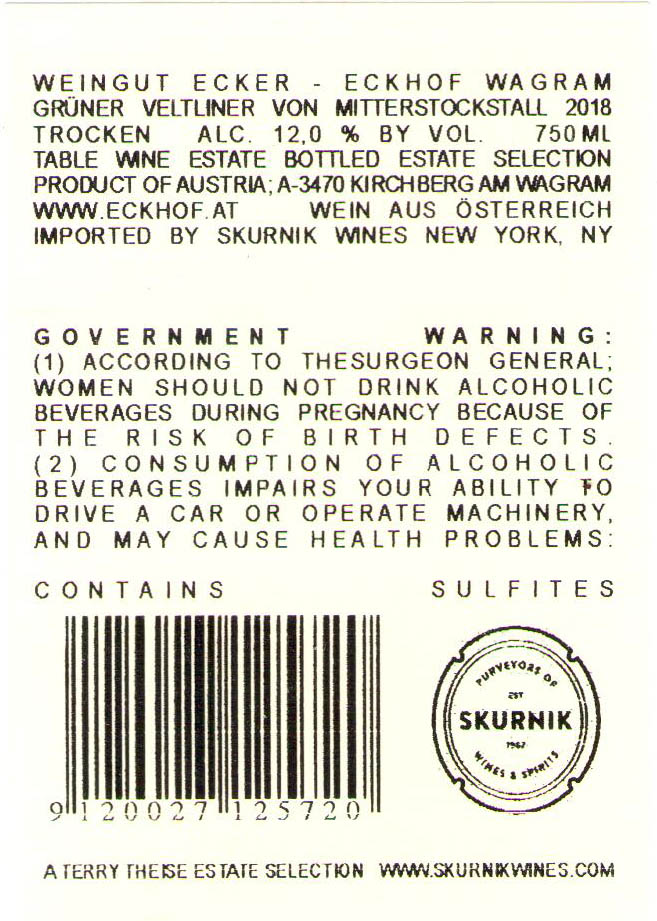 WEINGUT ECKER - ECKHOF WAGRAM
GRÜNER VELTLINER VON MITTERSTOCKSTALL 2018
TROCKEN ALC. 12,0 % BY VOL. 750 ML
TABLE WINE ESTATE BOTTLED ESTATE SELECTION
PRODUCT OF AUSTRIA; A-3470 KIRCHBERG AM WAGRAM
WWW.ECKHOF.AT WEIN AUS ÖSTERREICH
IMPORTED BY SKURNIK WINES NEW YORK, NY
GOVERNMENT WARNING:
(1) ACCORDING TO THESURGEON GENERAL;
WOMEN SHOULD NOT DRINK ALCOHOLIC
BEVERAGES DURING PREGNANCY BECAUSE OF
THE RISK OF BIRTH DEFECTS.
(2) CONSUMPTION OF ALCOHOLIC
BEVERAGES IMPAIRS YOUR ABILITY TO
DRIVE A CAR OR OPERATE MACHINERY,
AND MAY CAUSE HEALTH PROBLEMS:
CONTAINS SULFITES
PURVEYORS OF
EST
SKURNIK
1987
WINES & SPIRITS
9 120027 125720
A TERRY THEISE ESTATE SELECTION WWW.SKURNIKWINES.COM